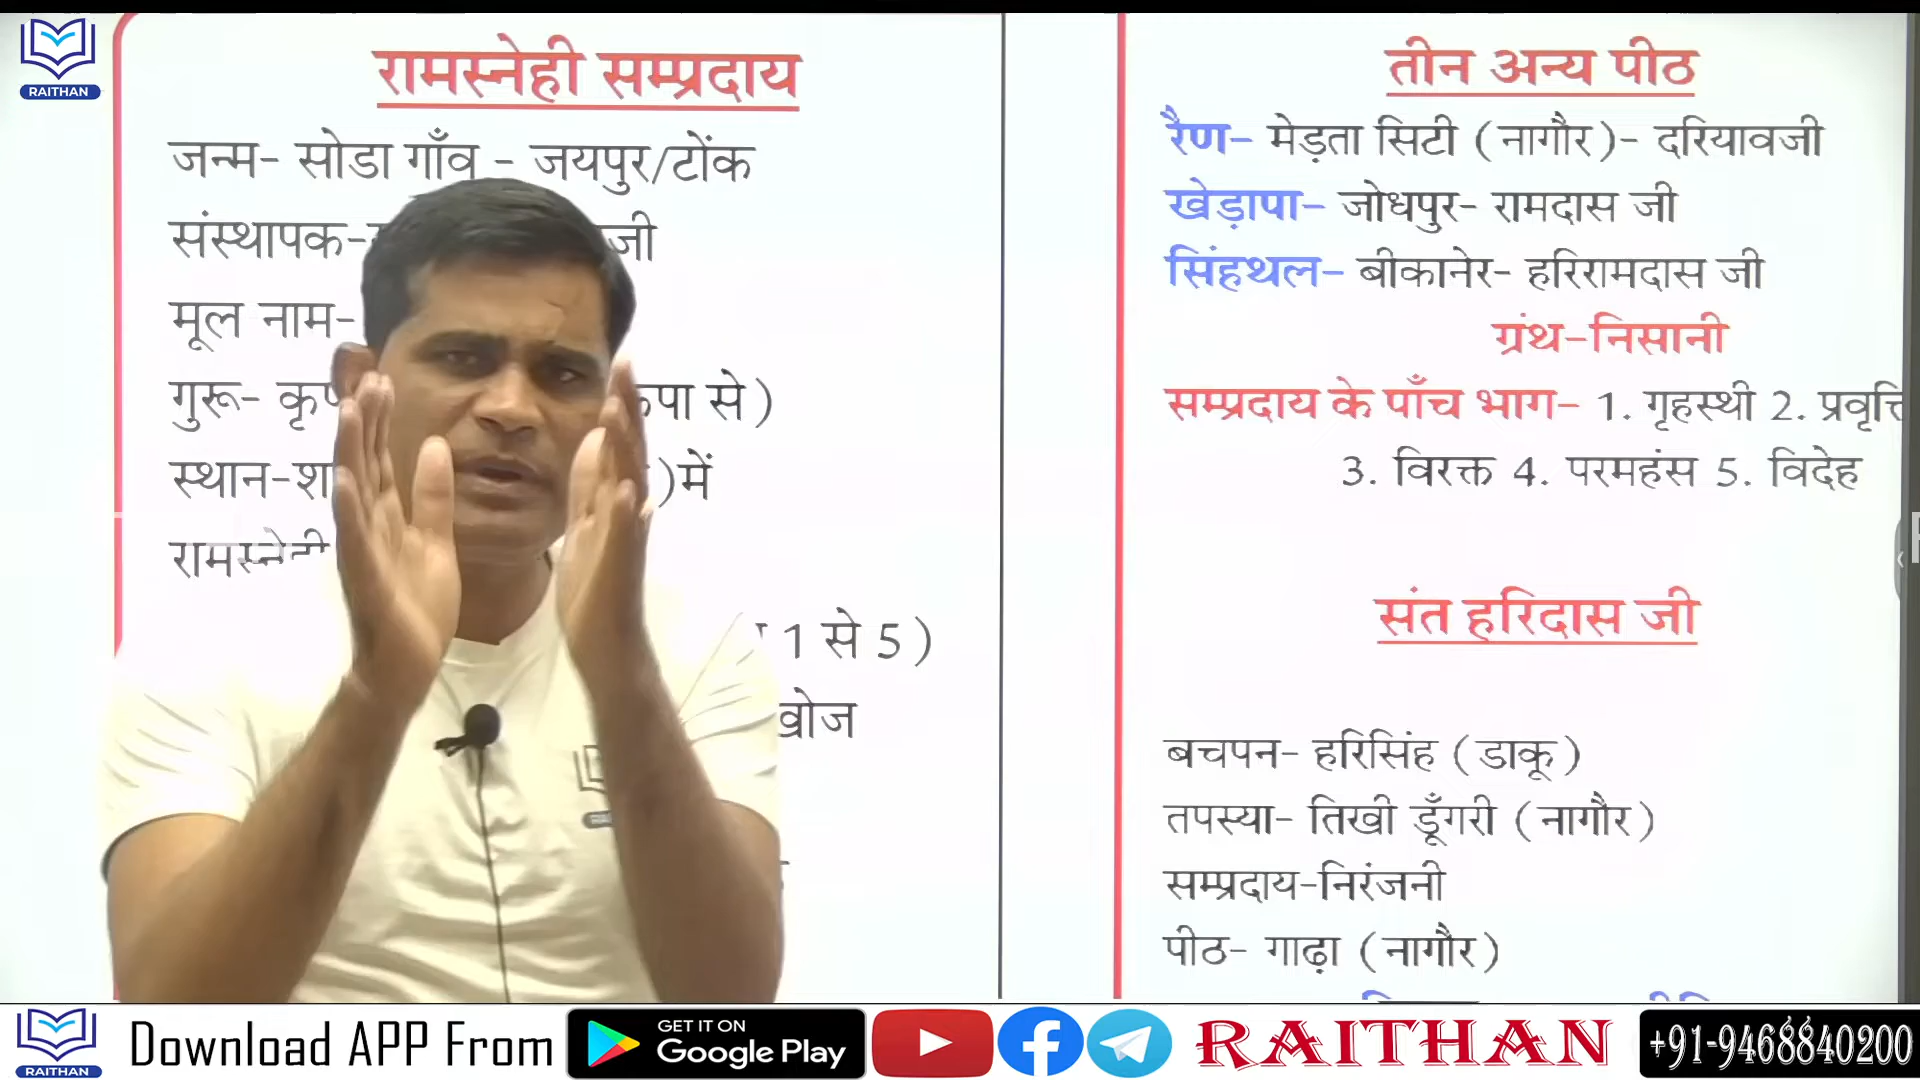 RAITHAN
रामस्नेही सम्प्रदाय
जन्म- सोडा गाँव - जयपुर/टोंक
संस्थापक- जी
मूल नाम-
गुरू- से)
स्थान- )में
रामस्नेही
1 से 5)
तीन अन्य पीठ
रैण- मेड़ता सिटी (नागौर)- दरियावजी
खेड़ापा- जोधपुर- रामदास जी
सिंहथल- बीकानेर- हरिरामदास जी
ग्रंथ-निसानी
सम्प्रदाय के पाँच भाग- 1. गृहस्थी 2. प्रवृत्ति
3. विरक्त 4. परमहंस 5. विदेह
संत हरिदास जी
बचपन- हरिसिंह (डाकू)
तपस्या- तिखी डूँगरी (नागौर)
सम्प्रदाय-निरंजनी
पीठ- गाढ़ा (नागौर)
RAITHAN
Download APP From
GET IT ON
Google Play
RAITHAN
+91-9468840200